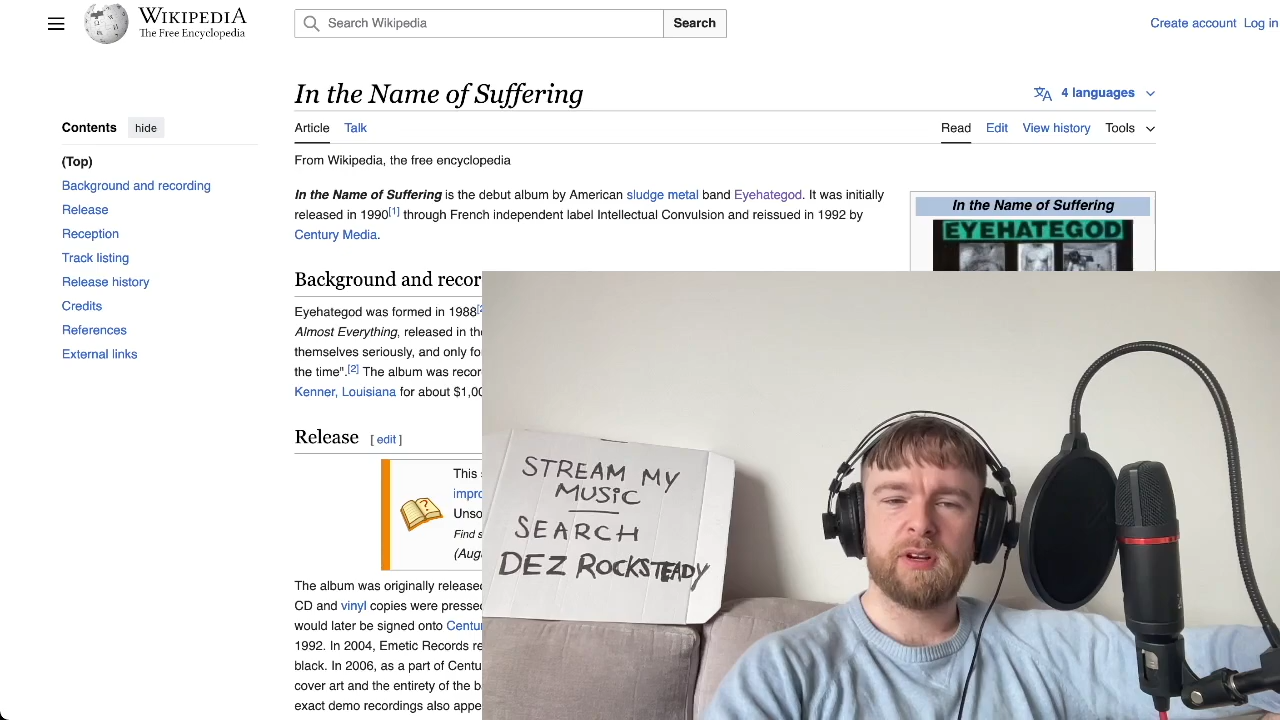 WIKIPEDIA
The Free Encyclopedia
Search Wikipedia
Search
Create account Log in
In the Name of Suffering
4 languages
Contents hide
Article Talk
Read Edit View history Tools
(Top)
From Wikipedia, the free encyclopedia
Background and recording
Release
Reception
Track listing
Release history
Credits
References
External links
In the Name of Suffering is the debut album by American sludge metal band Eyehategod. It was initially
released in 1990[1] through French independent label Intellectual Convulsion and reissued in 1992 by
Century Media.
In the Name of Suffering
EYEHATEGOD
Background and recor
Eyehategod was formed in 1988
Almost Everything, released in the
themselves seriously, and only fo
the time".[2] The album was recor
Kenner, Louisiana for about $1,00
Release [ edit ]
This
impro
Unso
Find s
(Aug
The album was originally released
CD and vinyl copies were presse
would later be signed onto Centu
1992. In 2004, Emetic Records re
black. In 2006, as a part of Centu
cover art and the entirety of the b
exact demo recordings also appe
STREAM MY
MUSIC
SEARCH
DEZ ROCKSTEADY